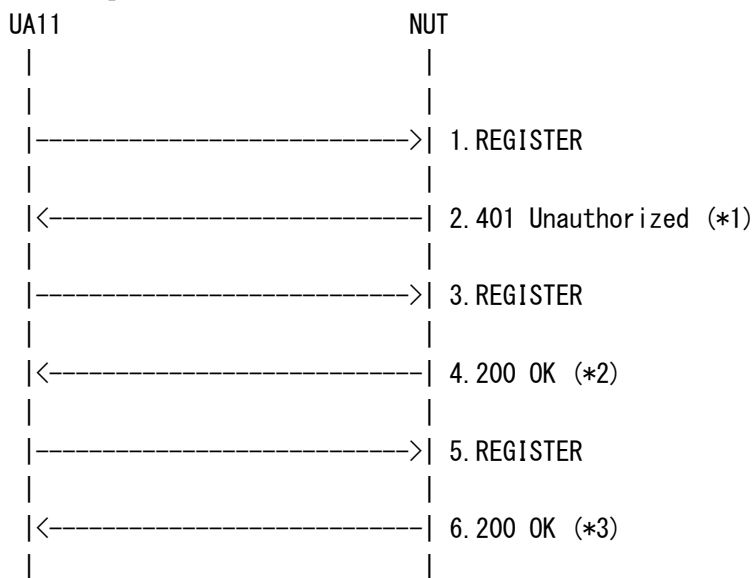 UA11                                NUT
 |                                   |
 |                                   |
 |---------------------------------->| 1.REGISTER
 |                                   |
 |<----------------------------------| 2.401 Unauthorized (*1)
 |                                   |
 |---------------------------------->| 3.REGISTER
 |                                   |
 |<----------------------------------| 4.200 OK (*2)
 |                                   |
 |---------------------------------->| 5.REGISTER
 |                                   |
 |<----------------------------------| 6.200 OK (*3)
 |                                   |